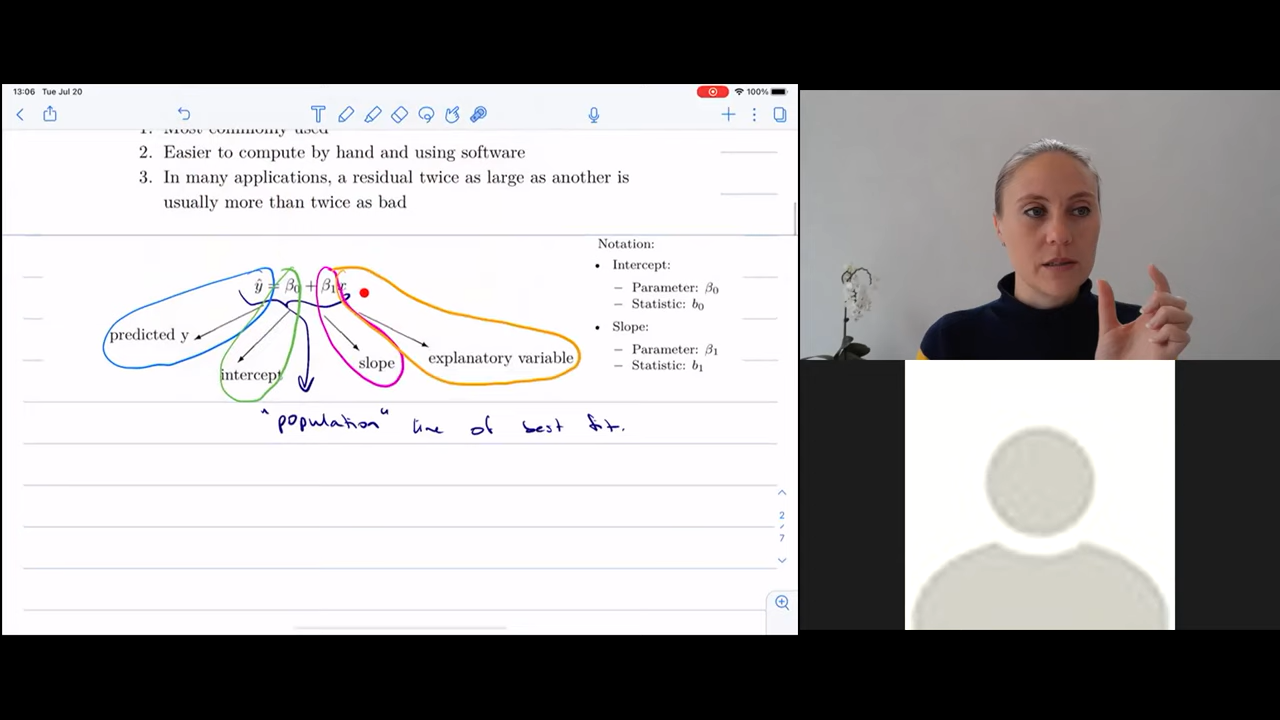 13:06 Tue Jul 20
100%
1. Most commonly used
2. Easier to compute by hand and using software
3. In many applications, a residual twice as large as another is
usually more than twice as bad
ŷ = β₀ + β₁x
predicted y
intercept
slope
explanatory variable
"population" line of best fit.
Notation:
• Intercept:
– Parameter: β₀
– Statistic: b₀
• Slope:
– Parameter: β₁
– Statistic: b₁
2
/
7